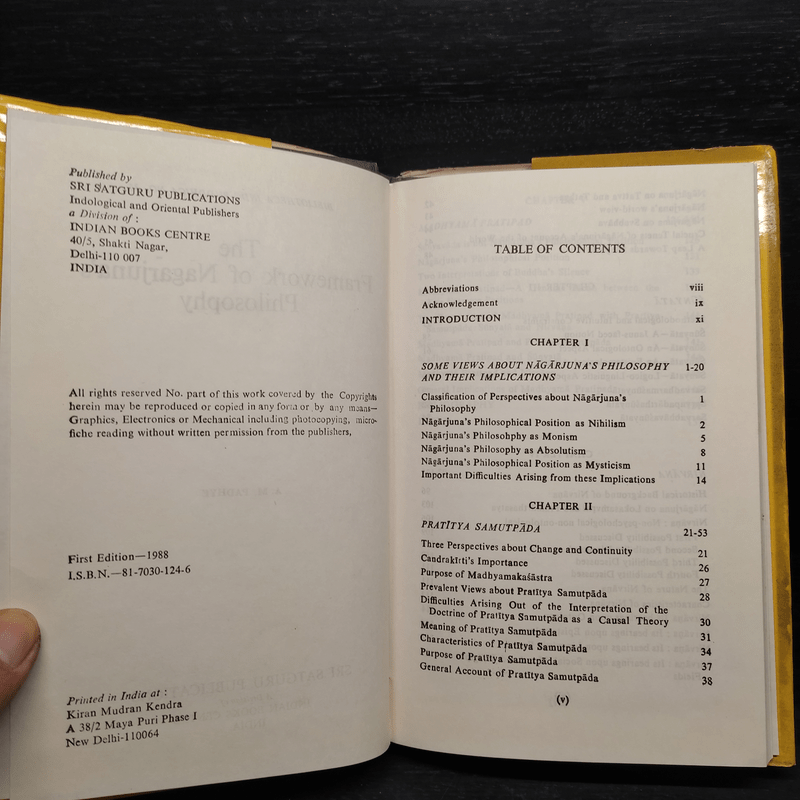 Published by
SRI SATGURU PUBLICATIONS
Indological and Oriental Publishers
a Division of :
INDIAN BOOKS CENTRE
40/5, Shakti Nagar,
Delhi-110 007
INDIA
All rights reserved No. part of this work covered by the Copyrights
herein may be reproduced or copied in any form or by any means—
Graphics, Electronics or Mechanical including photocopying, micro-
fiche reading without written permission from the publishers,
First Edition—1988
I.S.B.N.—81-7030-124-6
Printed in India at :
Kiran Mudran Kendra
A 38/2 Maya Puri Phase I
New Delhi-110064
TABLE OF CONTENTS
Abbreviations viii
Acknowledgement ix
INTRODUCTION xi
CHAPTER I
SOME VIEWS ABOUT NĀGĀRJUNA'S PHILOSOPHY 1-20
AND THEIR IMPLICATIONS
Classification of Perspectives about Nāgārjuna's 1
Philosophy
Nāgārjuna's Philosophical Position as Nihilism 2
Nāgārjuna's Philosohphy as Monism 5
Nāgārjuna's Philosophy as Absolutism 8
Nāgārjuna's Philosophical Position as Mysticism 11
Important Difficulties Arising from these Implications 14
CHAPTER II
PRATĪTYA SAMUTPĀDA 21-53
Three Perspectives about Change and Continuity 21
Candrakīrti's Importance 26
Purpose of Madhyamakaśāstra 27
Prevalent Views about Pratītya Samutpāda 28
Difficulties Arising Out of the Interpretation of the
Doctrine of Pratītya Samutpāda as a Causal Theory 30
Meaning of Pratītya Samutpāda 31
Characteristics of Pratītya Samutpāda 34
Purpose of Pratītya Samutpāda 37
General Account of Pratītya Samutpāda 38
(v)